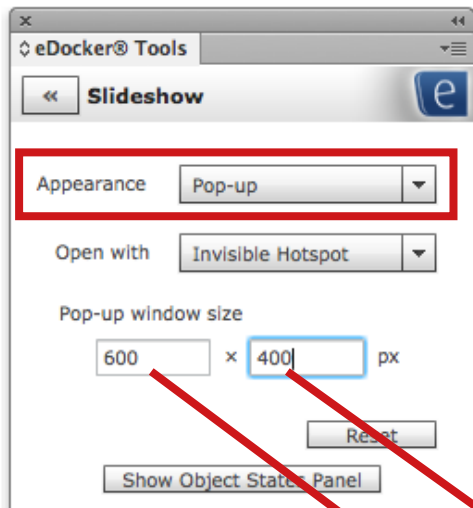 eDocker® Tools
« Slideshow e
Appearance Pop-up
Open with Invisible Hotspot
Pop-up window size
600 × 400 px
Reset
Show Object States Panel